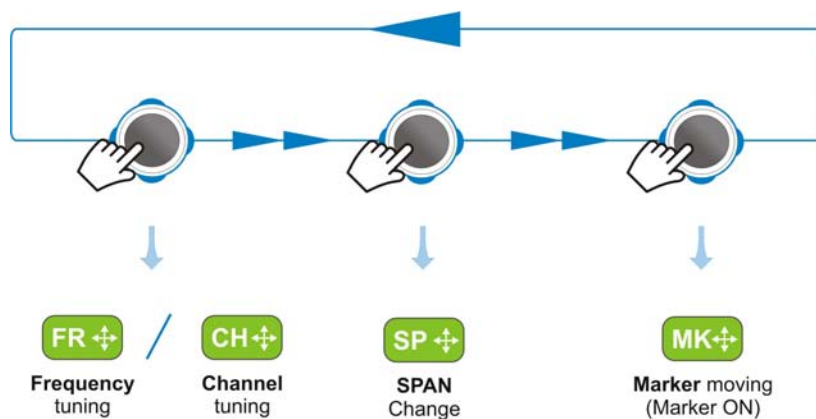 FR
CH
SP
MK
Frequency
tuning
Channel
tuning
SPAN
Change
Marker moving
(Marker ON)